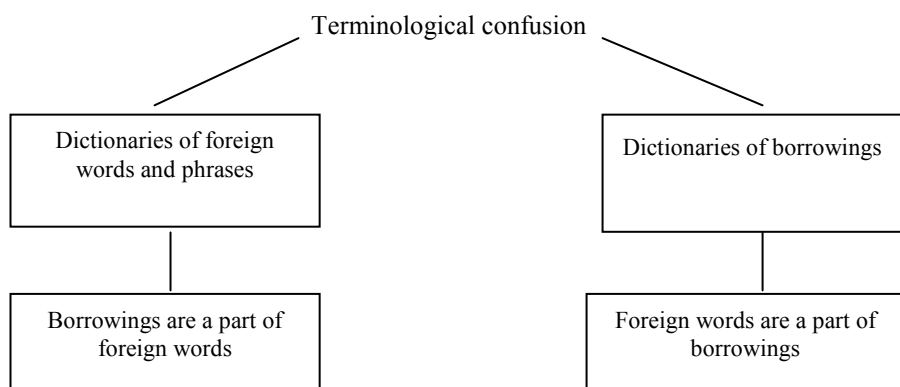 Terminological confusion
Dictionaries of foreign
words and phrases
Dictionaries of borrowings
Borrowings are a part of
foreign words
Foreign words are a part of
borrowings